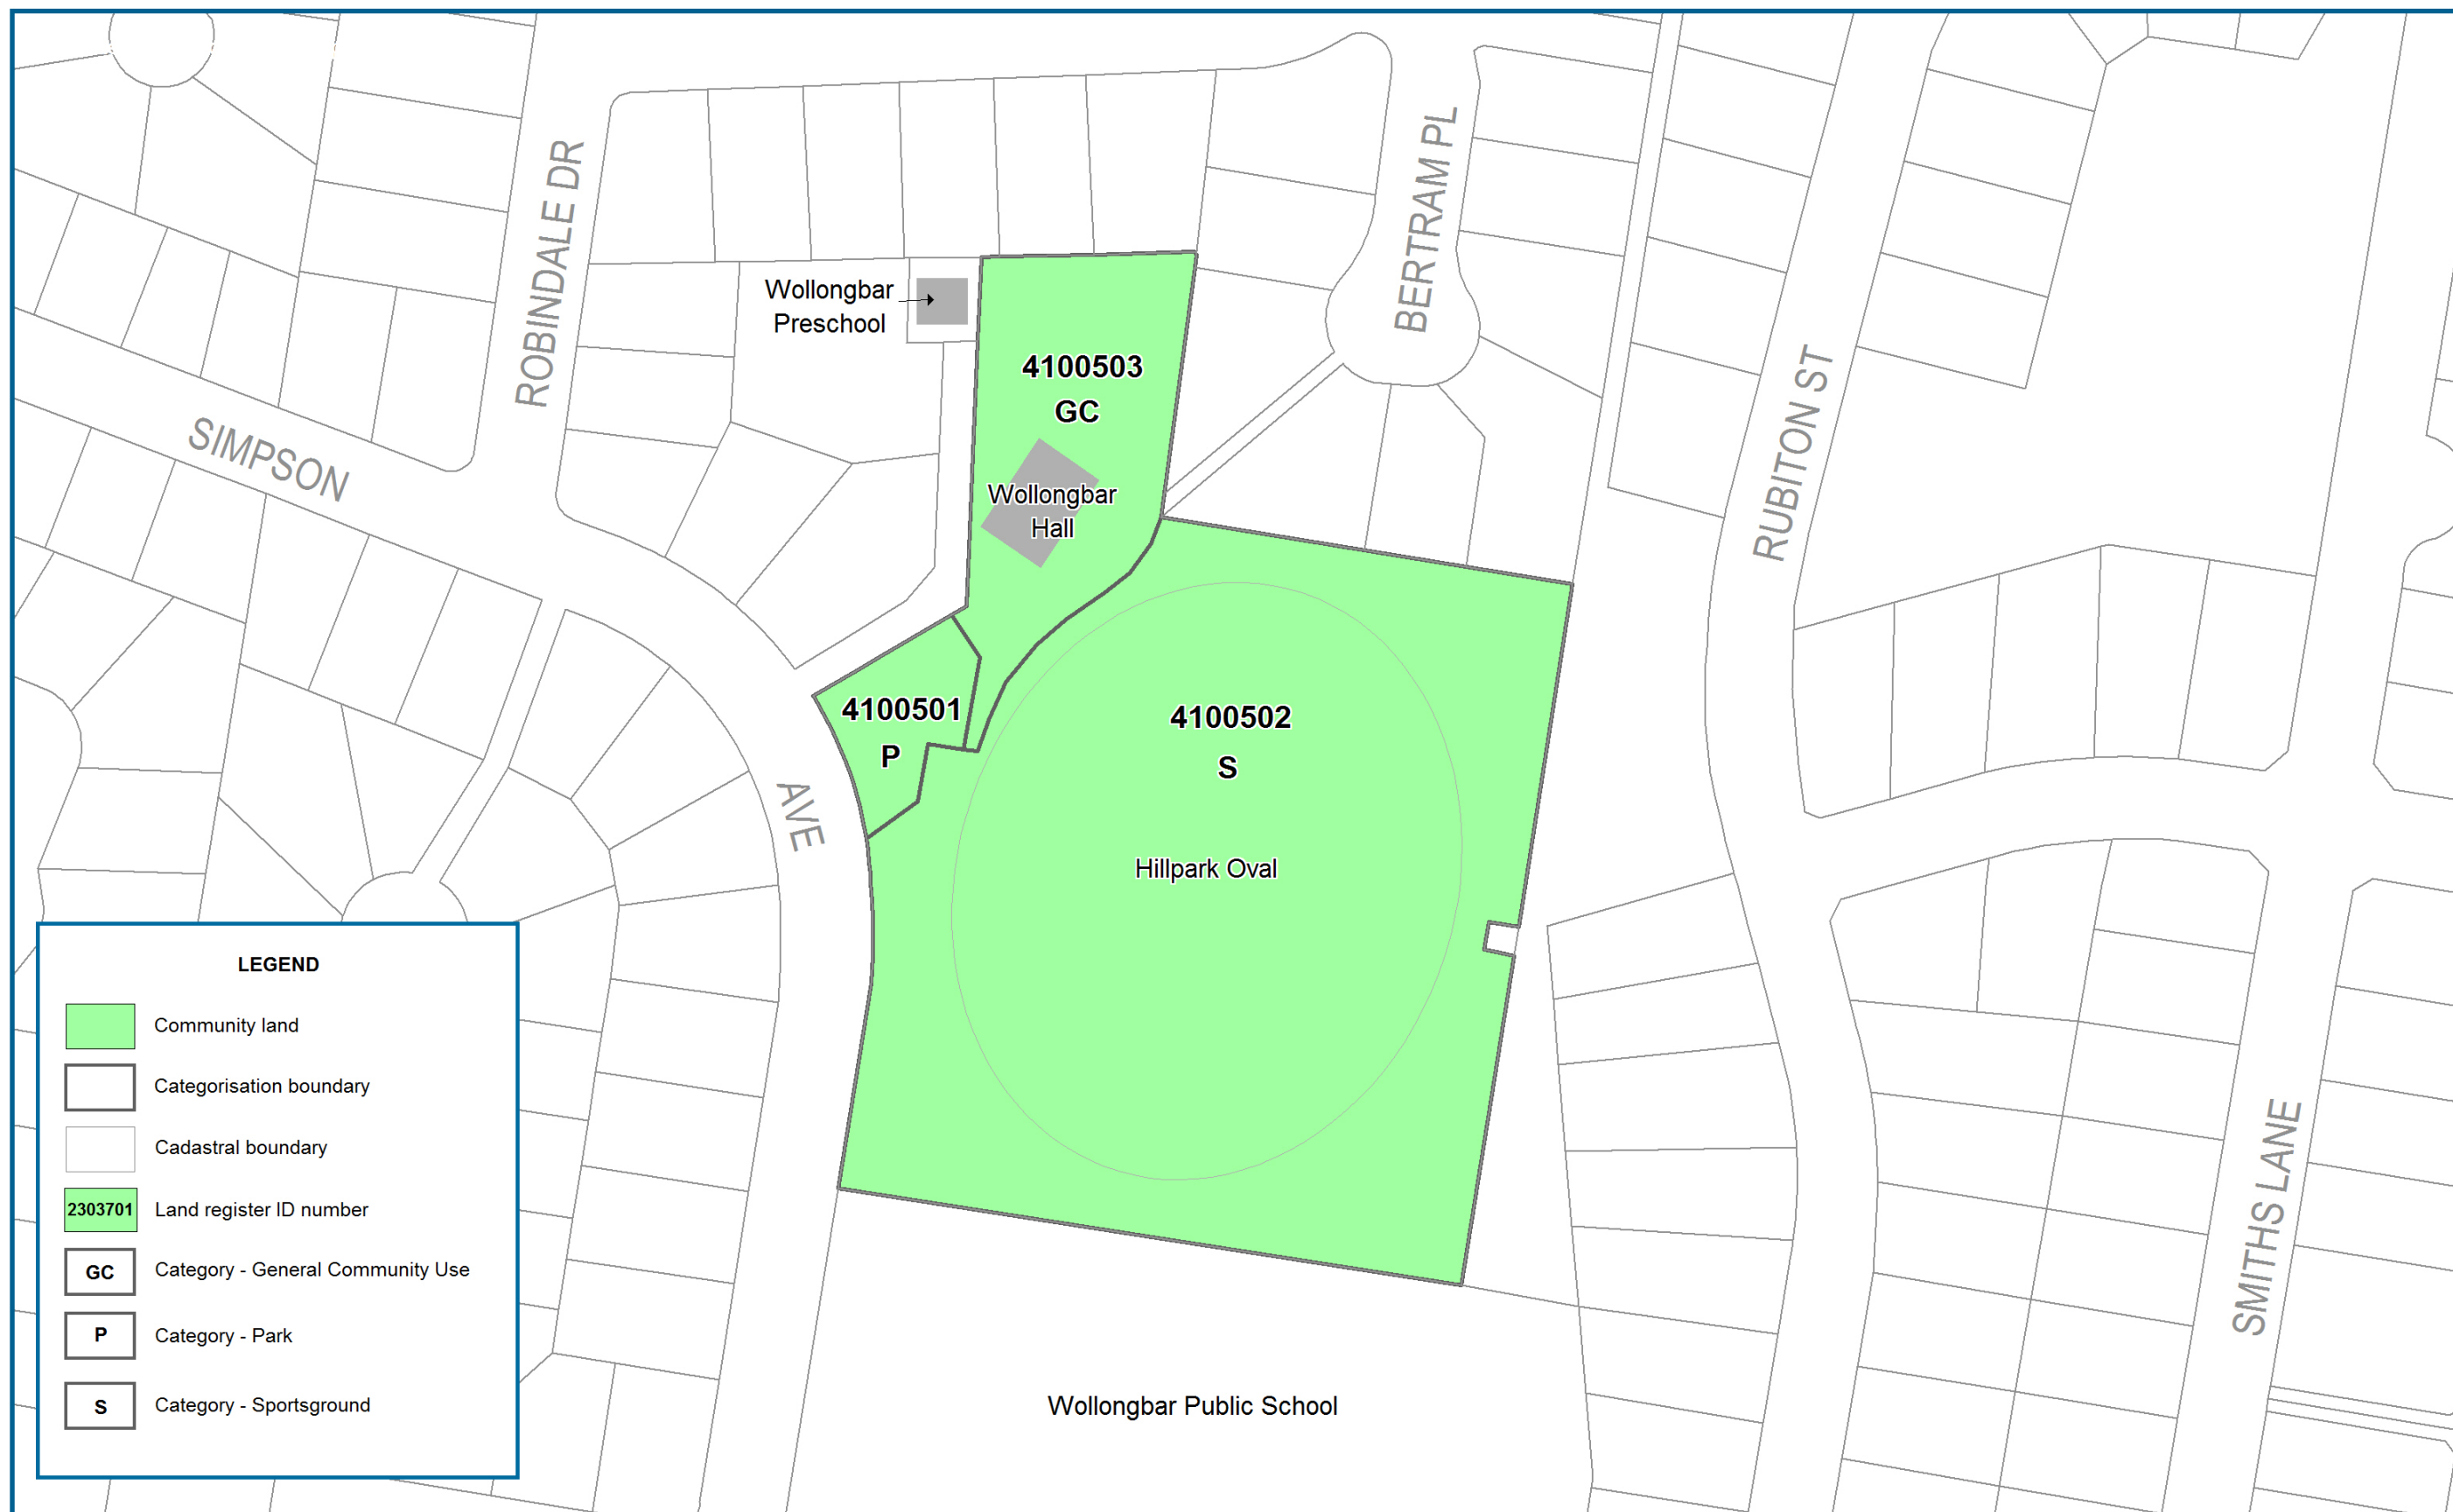 ROBINDALE DR
BERTRAM PL
Wollongbar
Preschool
4100503
GC
SIMPSON
RUBITON ST
Wollongbar
Hall
4100501
P
4100502
S
AVE
Hillpark Oval
LEGEND
Community land
Categorisation boundary
Cadastral boundary
2303701 Land register ID number
GC Category - General Community Use
P Category - Park
S Category - Sportsground
SMITHS LANE
Wollongbar Public School